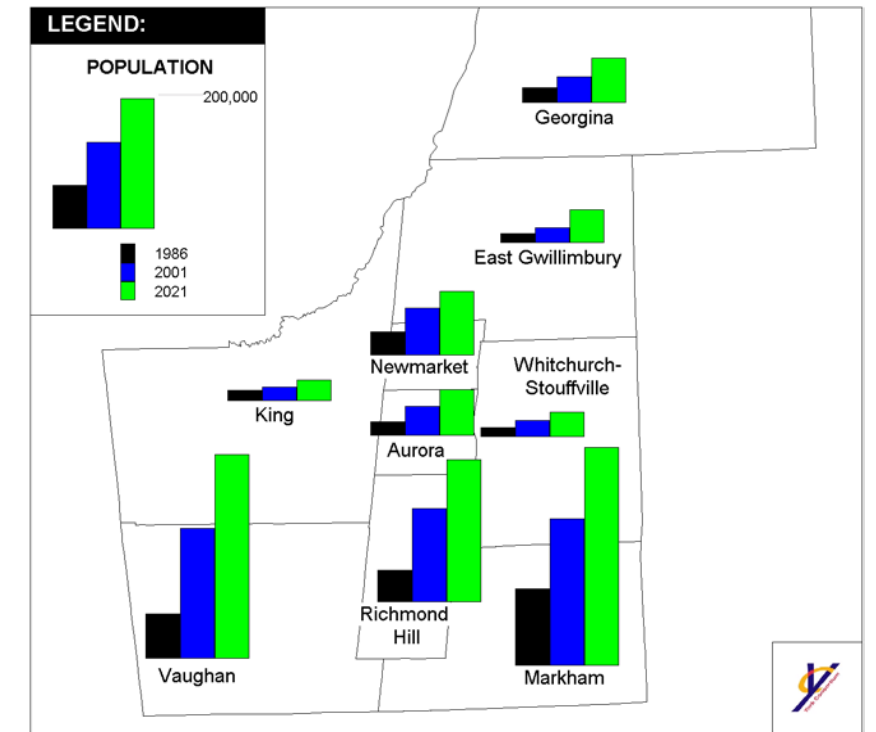 LEGEND:
POPULATION
200,000
1986
2001
2021
Georgina
East Gwillimbury
Newmarket
Whitchurch-
Stouffville
King
Aurora
Richmond
Hill
Vaughan
Markham